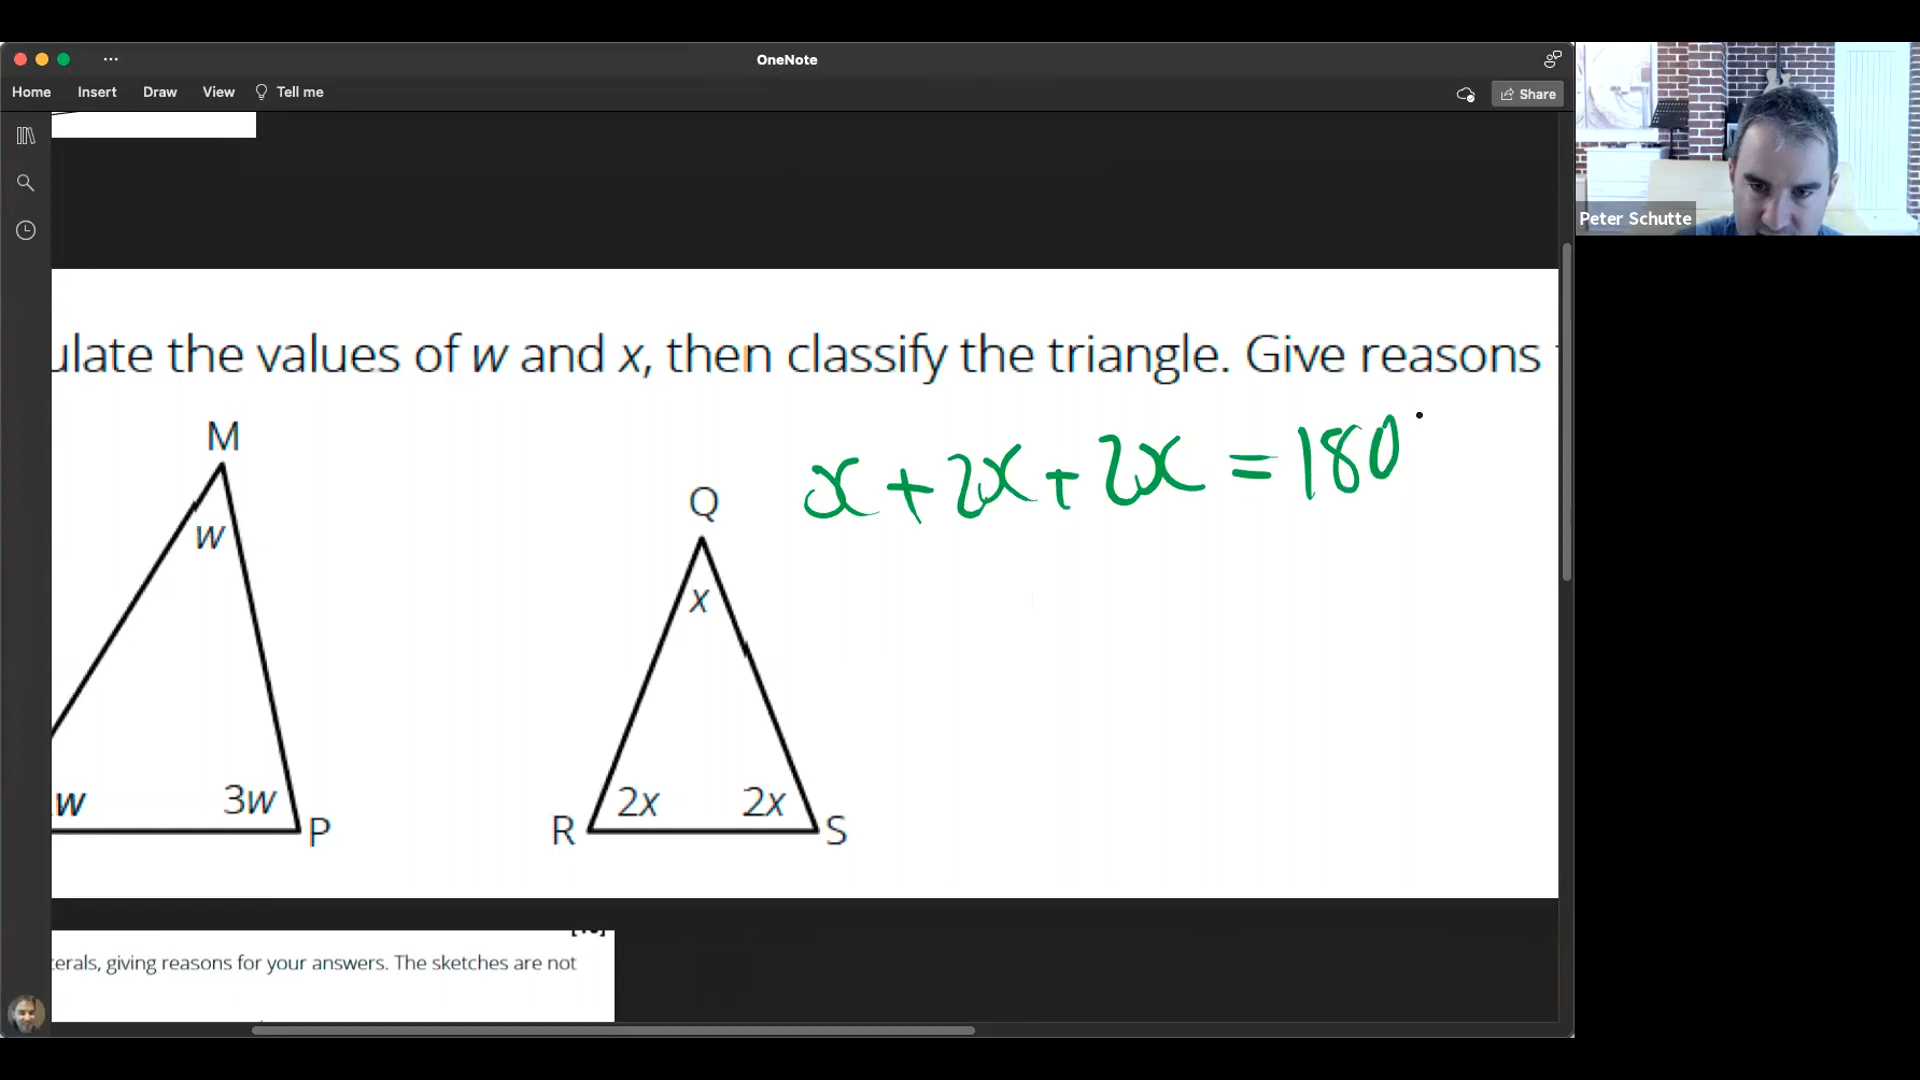 OneNote
Home Insert Draw View Tell me
Share
Peter Schutte
ulate the values of w and x, then classify the triangle. Give reasons
x + 2x + 2x = 180°
M
w
Q
x
w 3w P
R 2x 2x S
terals, giving reasons for your answers. The sketches are not